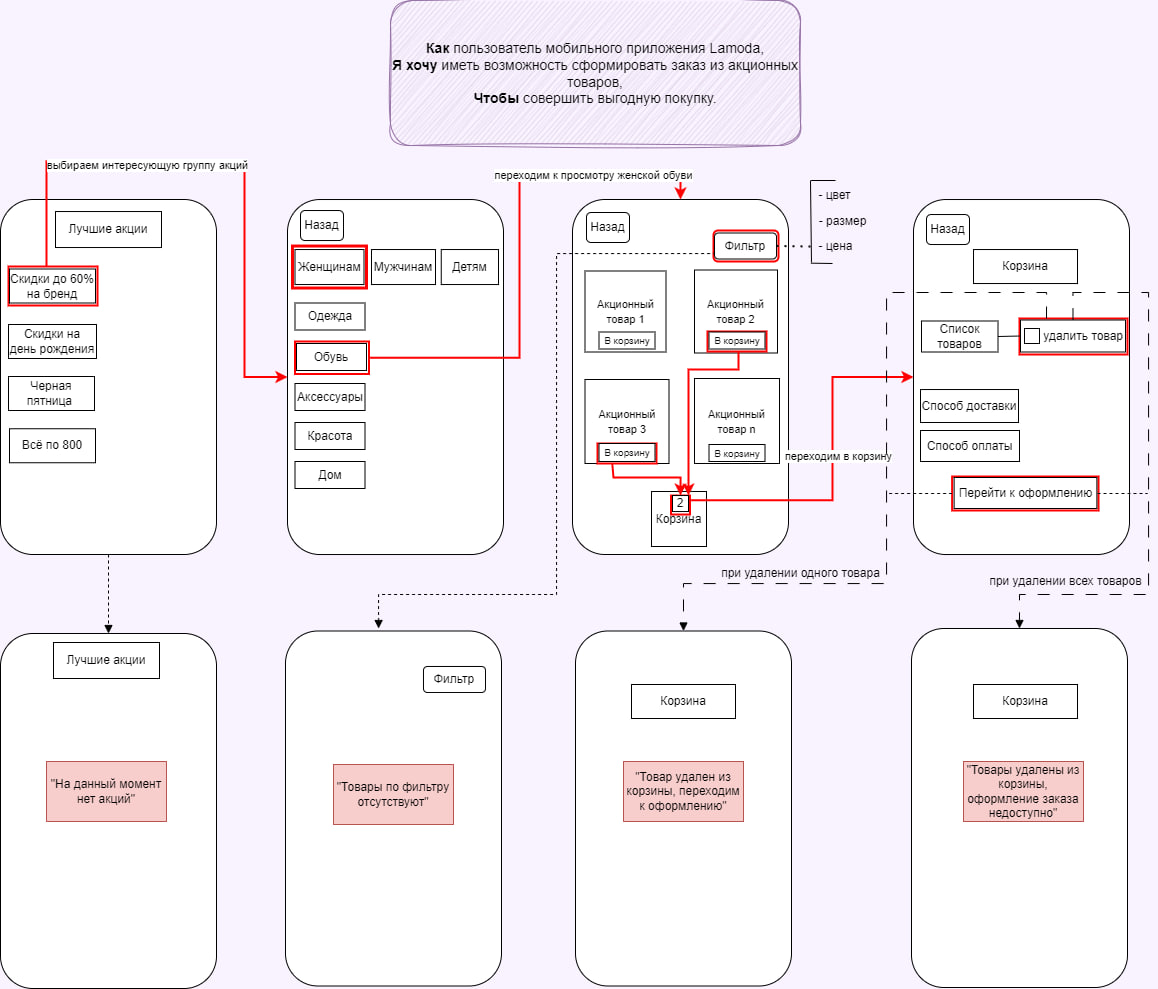 Как пользователь мобильного приложения Lamoda,
Я хочу иметь возможность сформировать заказ из акционных
товаров,
Чтобы совершить выгодную покупку.
выбираем интересующую группу акций
Лучшие акции
Скидки до 60%
на бренд
Скидки на
день рождения
Черная
пятница
Всё по 800
Назад
Женщинам
Мужчинам
Детям
Одежда
Обувь
Аксессуары
Красота
Дом
переходим к просмотру женской обуви
Назад
Фильтр
- цвет
- размер
- цена
Акционный
товар 1
В корзину
Акционный
товар 2
В корзину
Акционный
товар 3
В корзину
Акционный
товар n
В корзину
2
Корзина
переходим в корзину
Назад
Корзина
Список
товаров
удалить товар
Способ доставки
Способ оплаты
Перейти к оформлению
при удалении одного товара
при удалении всех товаров
Лучшие акции
"На данный момент
нет акций"
Фильтр
"Товары по фильтру
отсутствуют"
Корзина
"Товар удален из
корзины, переходим
к оформлению"
Корзина
"Товары удалены из
корзины,
оформление заказа
недоступно"